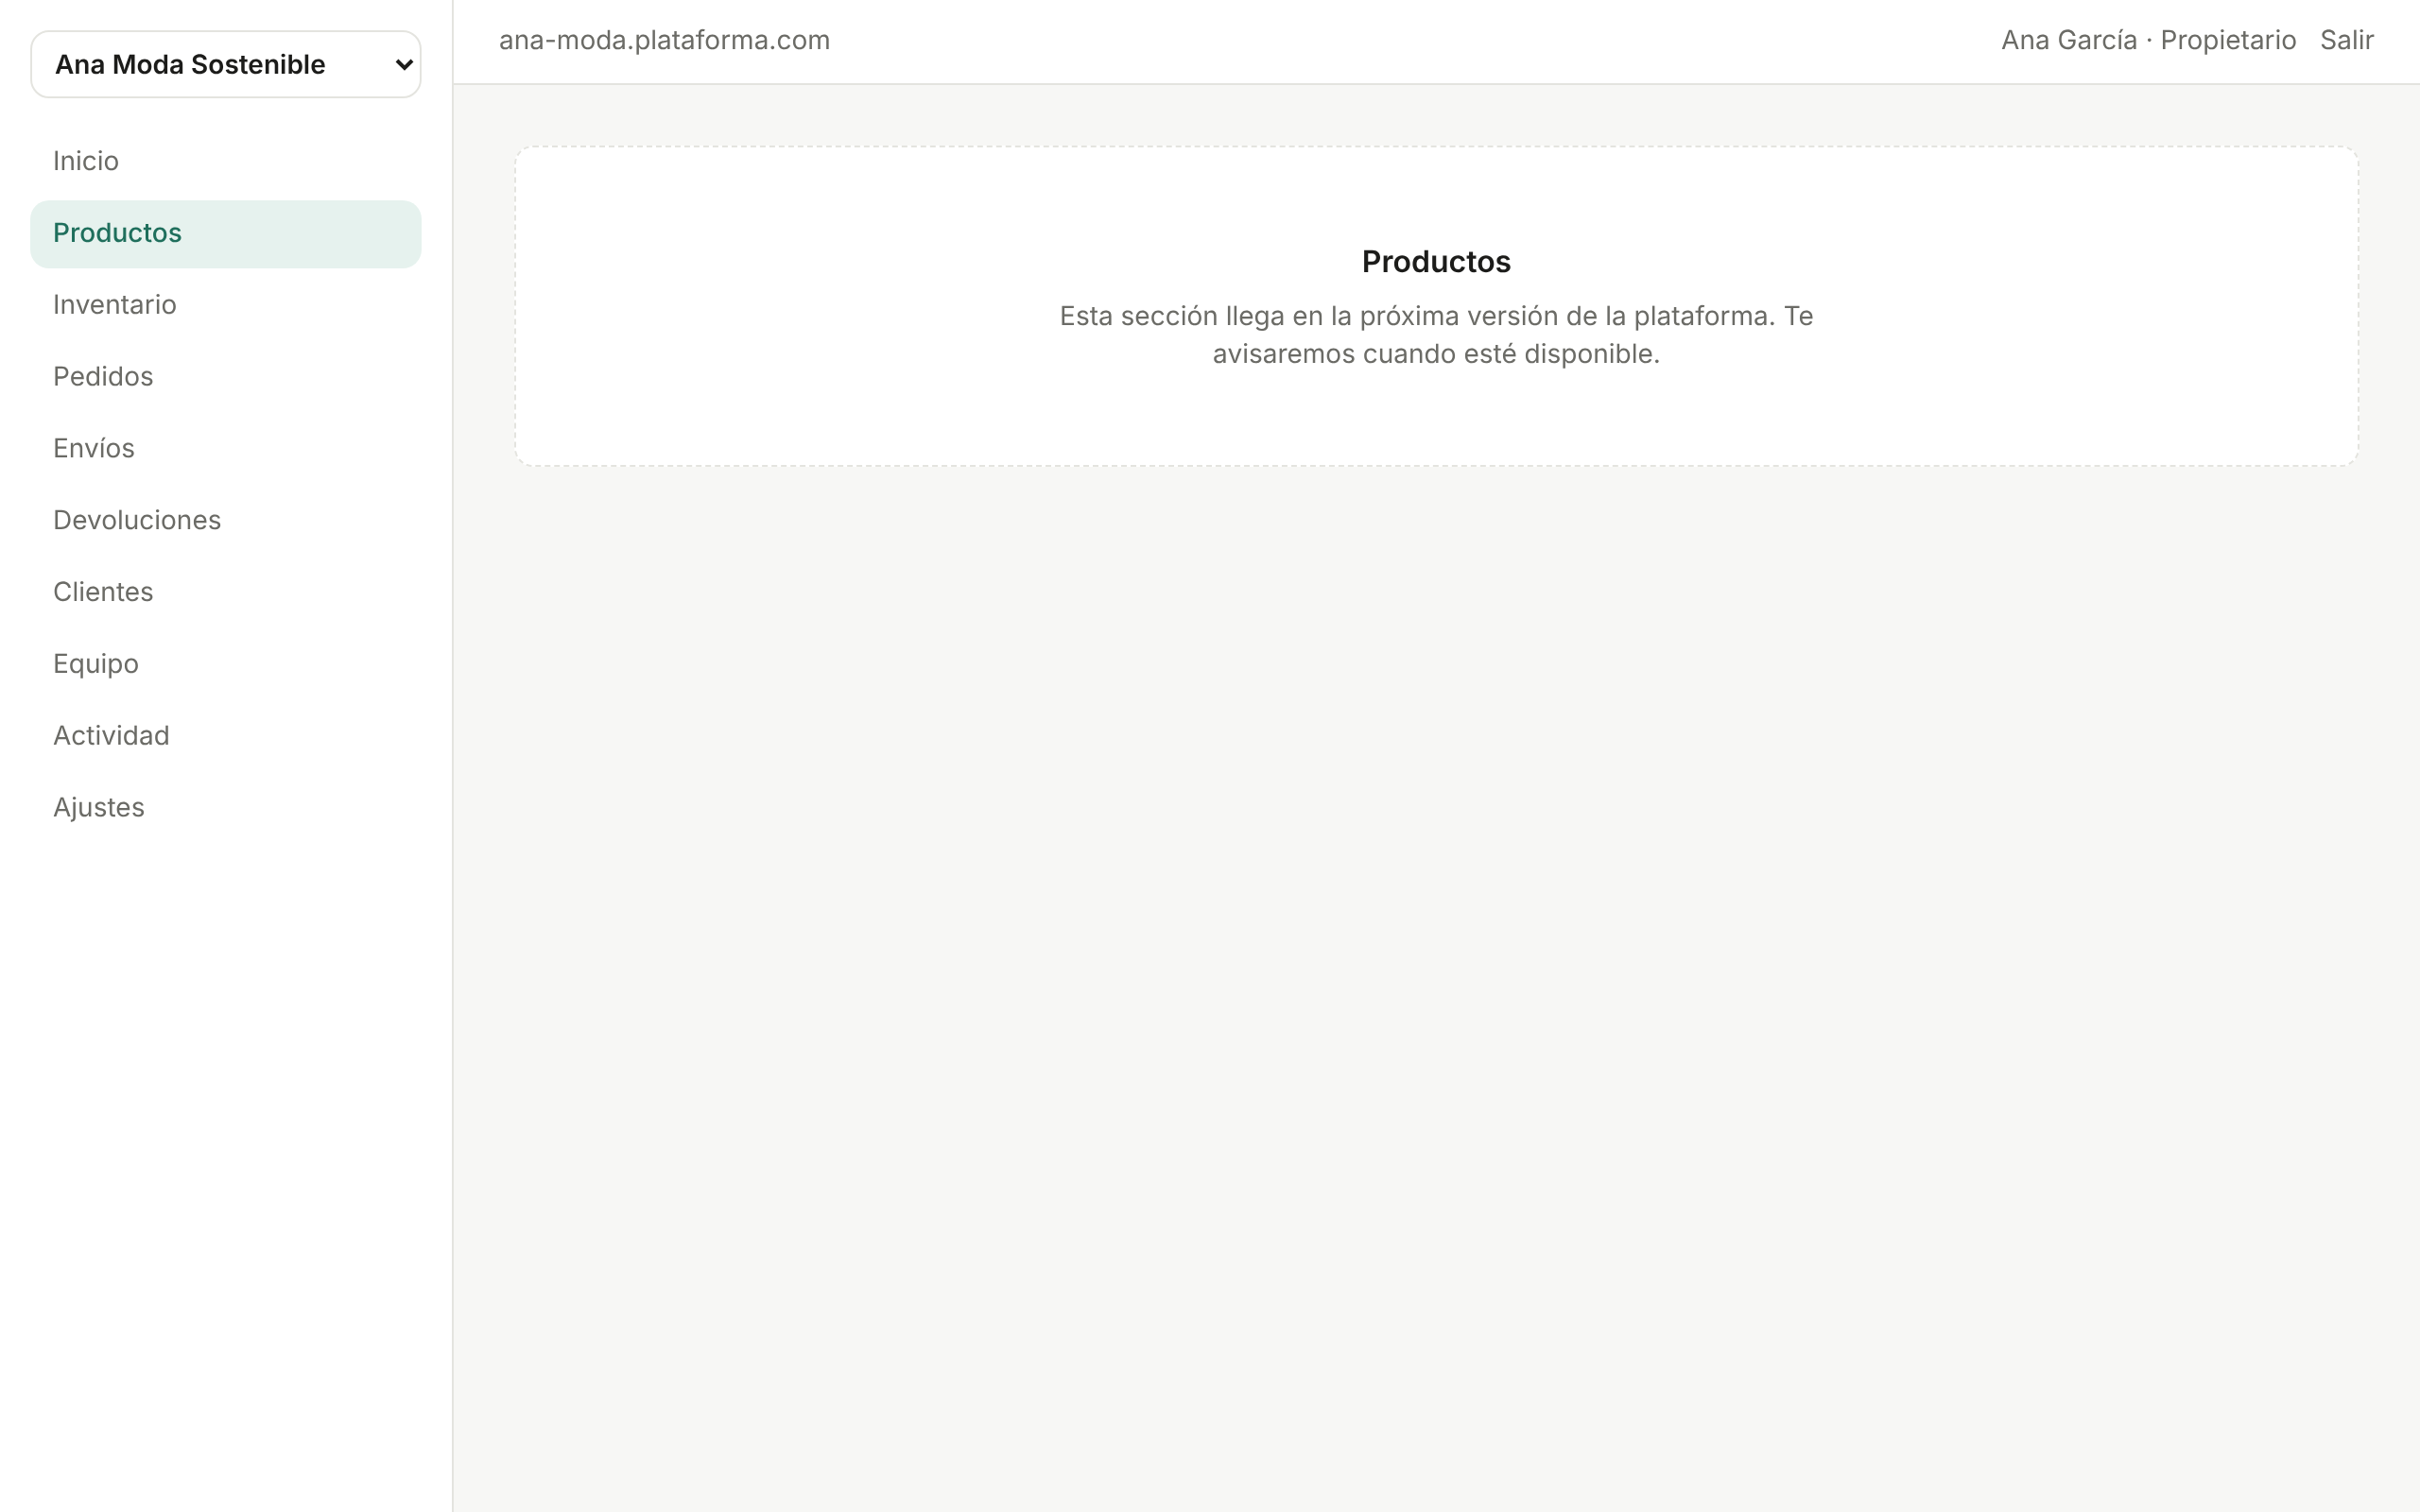 Ana Moda Sostenible
Inicio
Productos
Inventario
Pedidos
Envíos
Devoluciones
Clientes
Equipo
Actividad
Ajustes
ana-moda.plataforma.com
Ana García · Propietario Salir
Productos
Esta sección llega en la próxima versión de la plataforma. Te
avisaremos cuando esté disponible.